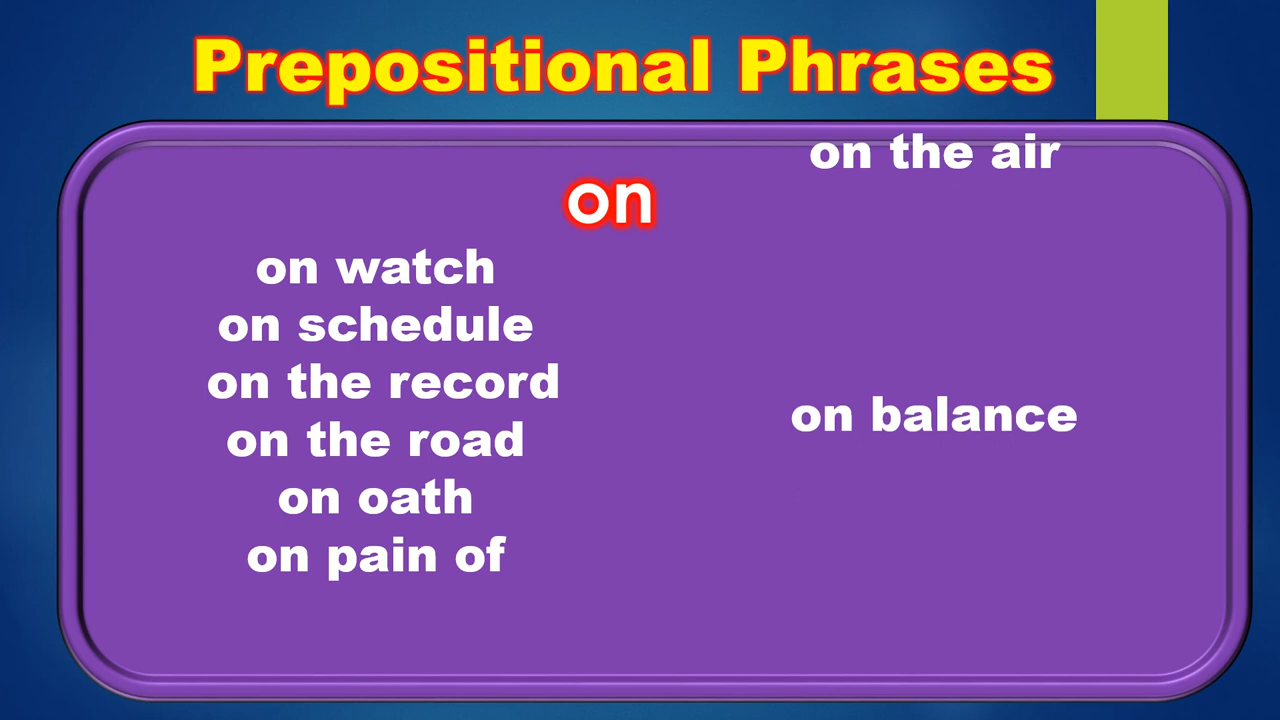 Prepositional Phrases
on the air
on
on watch
on schedule
on the record
on the road
on oath
on pain of
on balance